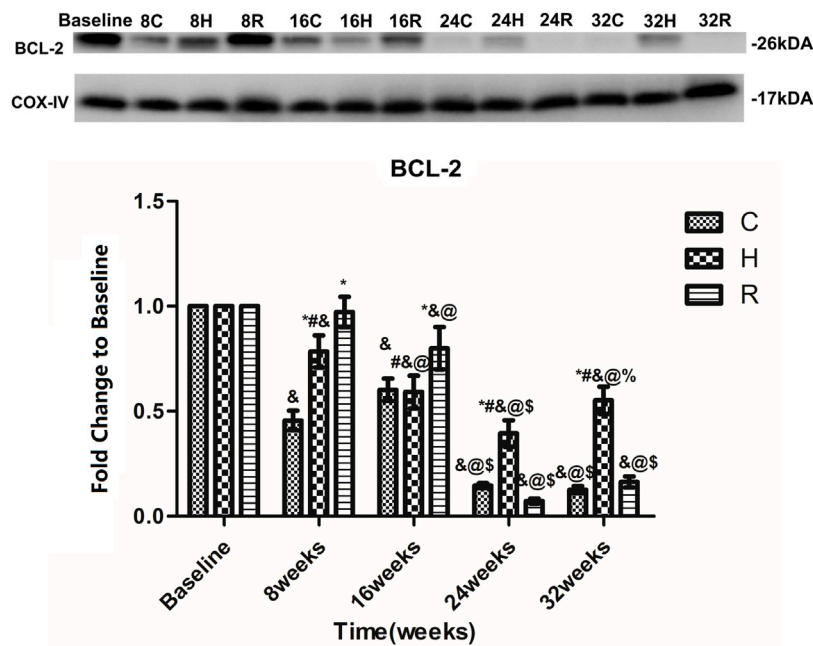 Baseline 8C 8H 8R 16C 16H 16R 24C 24H 24R 32C 32H 32R
BCL-2 -26kDA
COX-IV -17kDA
BCL-2
Fold Change to Baseline
1.5
1.0
0.5
0.0
C
H
R
&
*#&
*
&
#&@
*&@
&@$
*#&@$
&@$
&@$
*#&@%
&@$
Baseline
8weeks
16weeks
24weeks
32weeks
Time(weeks)